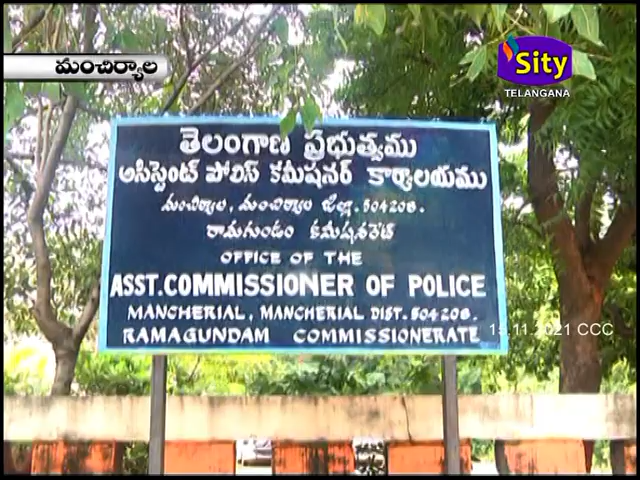 మంచిర్యాల
Sity
TELANGANA
తెలంగాణ ప్రభుత్వము
అసిస్టెంట్ పోలీస్ కమీషనర్ కార్యాలయము
మంచిర్యాల, మంచిర్యాల జిల్లా. 504208.
రామగుండం కమీషనరేట్
OFFICE OF THE
ASST.COMMISSIONER OF POLICE
MANCHERIAL, MANCHERIAL DIST. 504208.
RAMAGUNDAM COMMISSIONERATE
15 11 2021 CCC